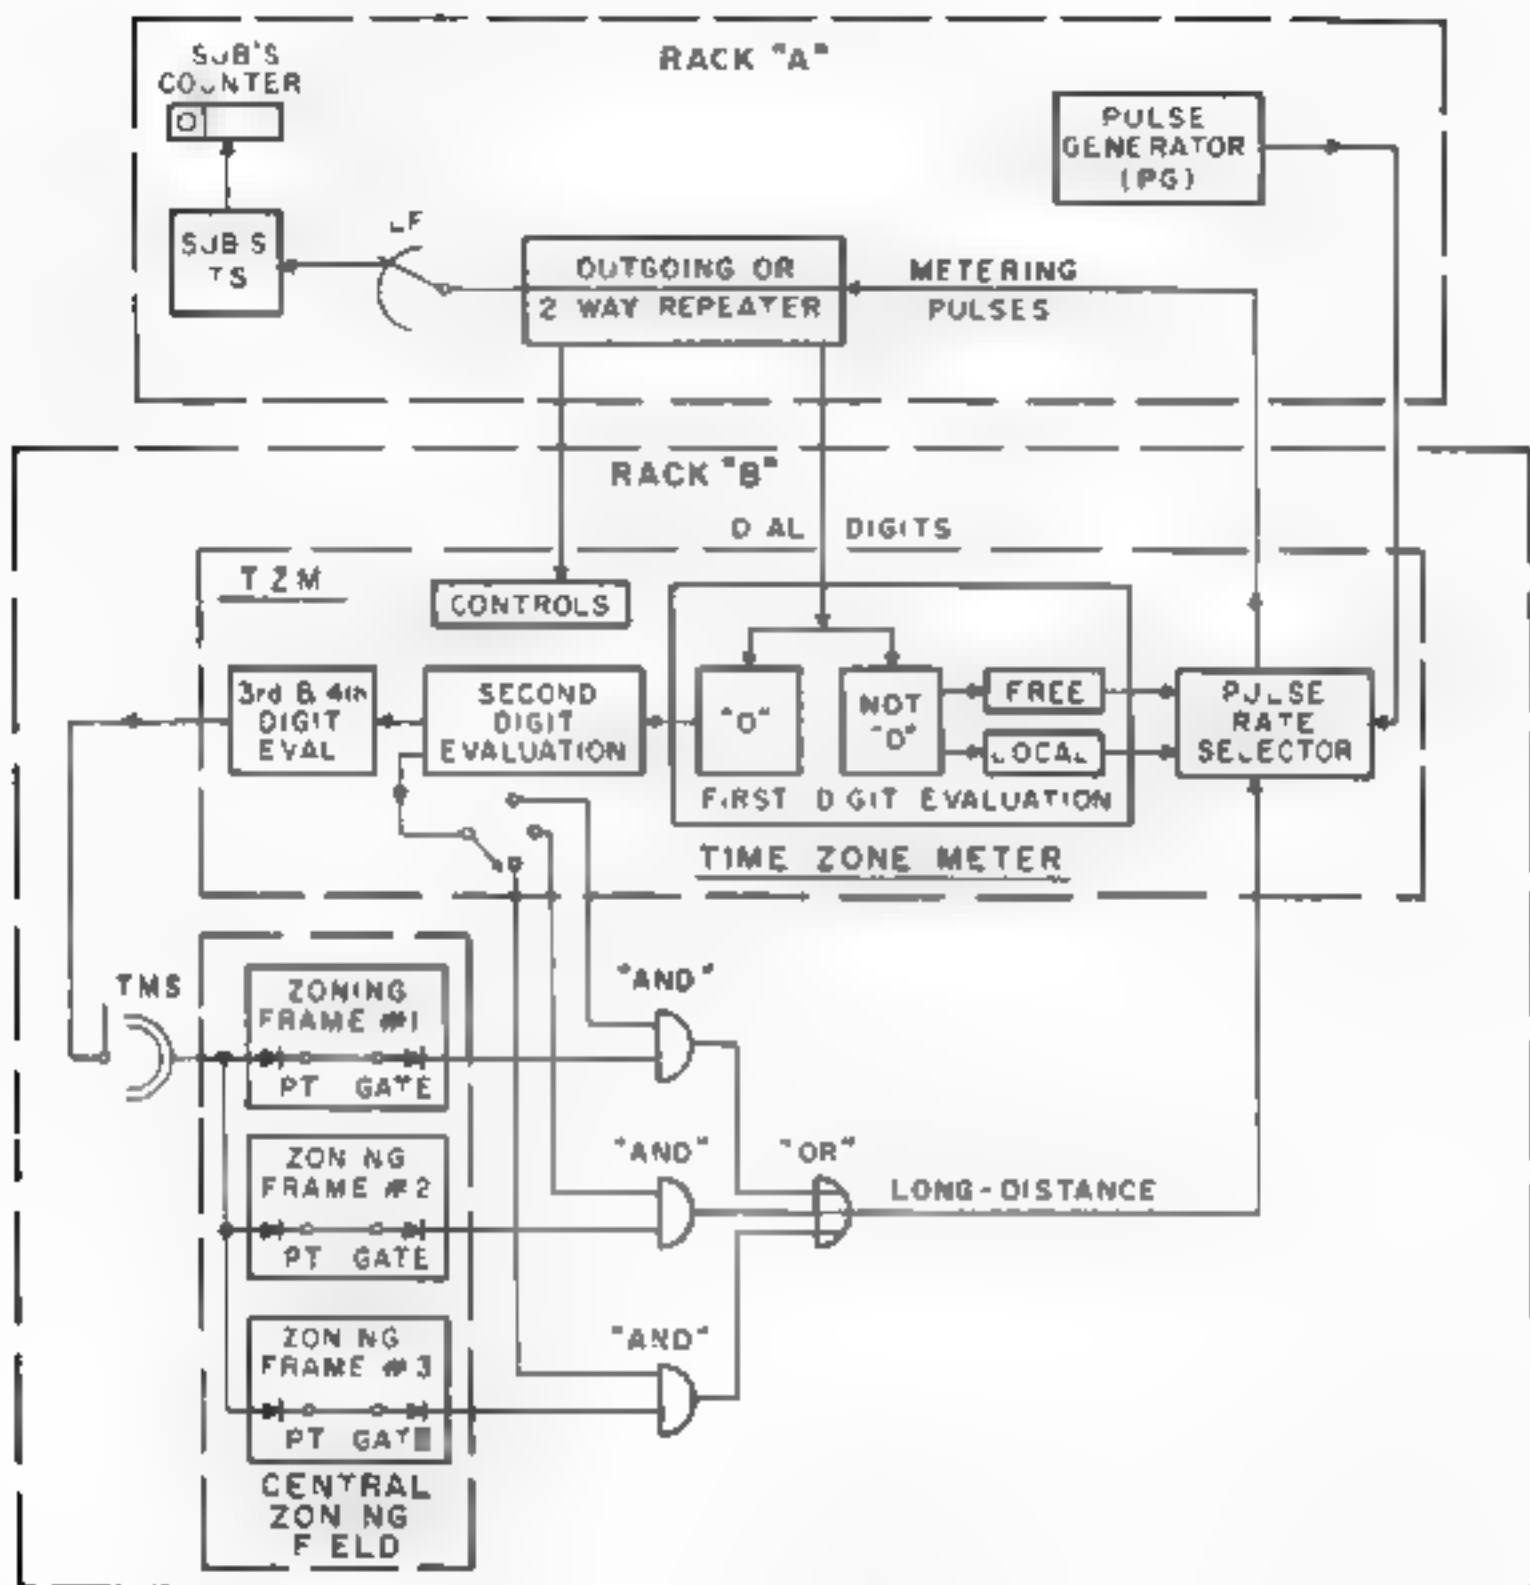 RACK "A"
SUB'S
COUNTER
O
PULSE
GENERATOR
(PG)
SUB'S
TS
LF
OUTGOING OR
2 WAY REPEATER
METERING
PULSES
RACK "B"
DIAL DIGITS
TZM
CONTROLS
3rd & 4th
DIGIT
EVAL
SECOND
DIGIT
EVALUATION
"0"
NOT
"0"
FREE
LOCAL
PULSE
RATE
SELECTOR
FIRST DIGIT EVALUATION
TIME ZONE METER
TMS
ZONING
FRAME #1
PT GATE
"AND"
ZONING
FRAME #2
PT GATE
"AND"
"OR"
LONG-DISTANCE
ZONING
FRAME #3
PT GATE
"AND"
CENTRAL
ZONING
FIELD